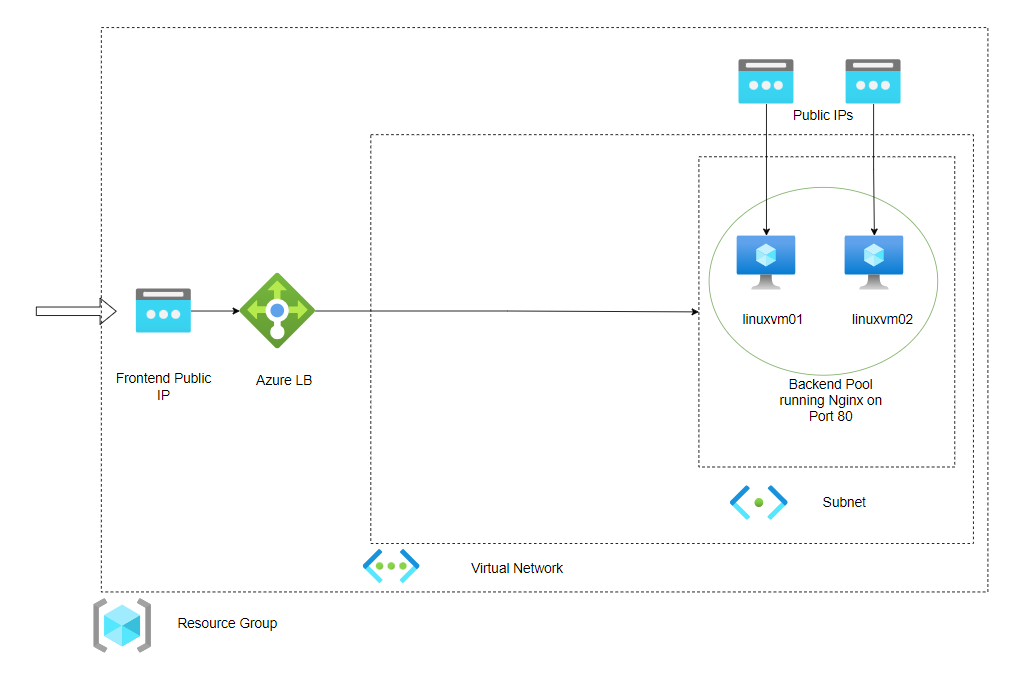 Public IPs
linuxvm01
linuxvm02
Frontend Public
IP
Azure LB
Backend Pool
running Nginx on
Port 80
Subnet
Virtual Network
Resource Group